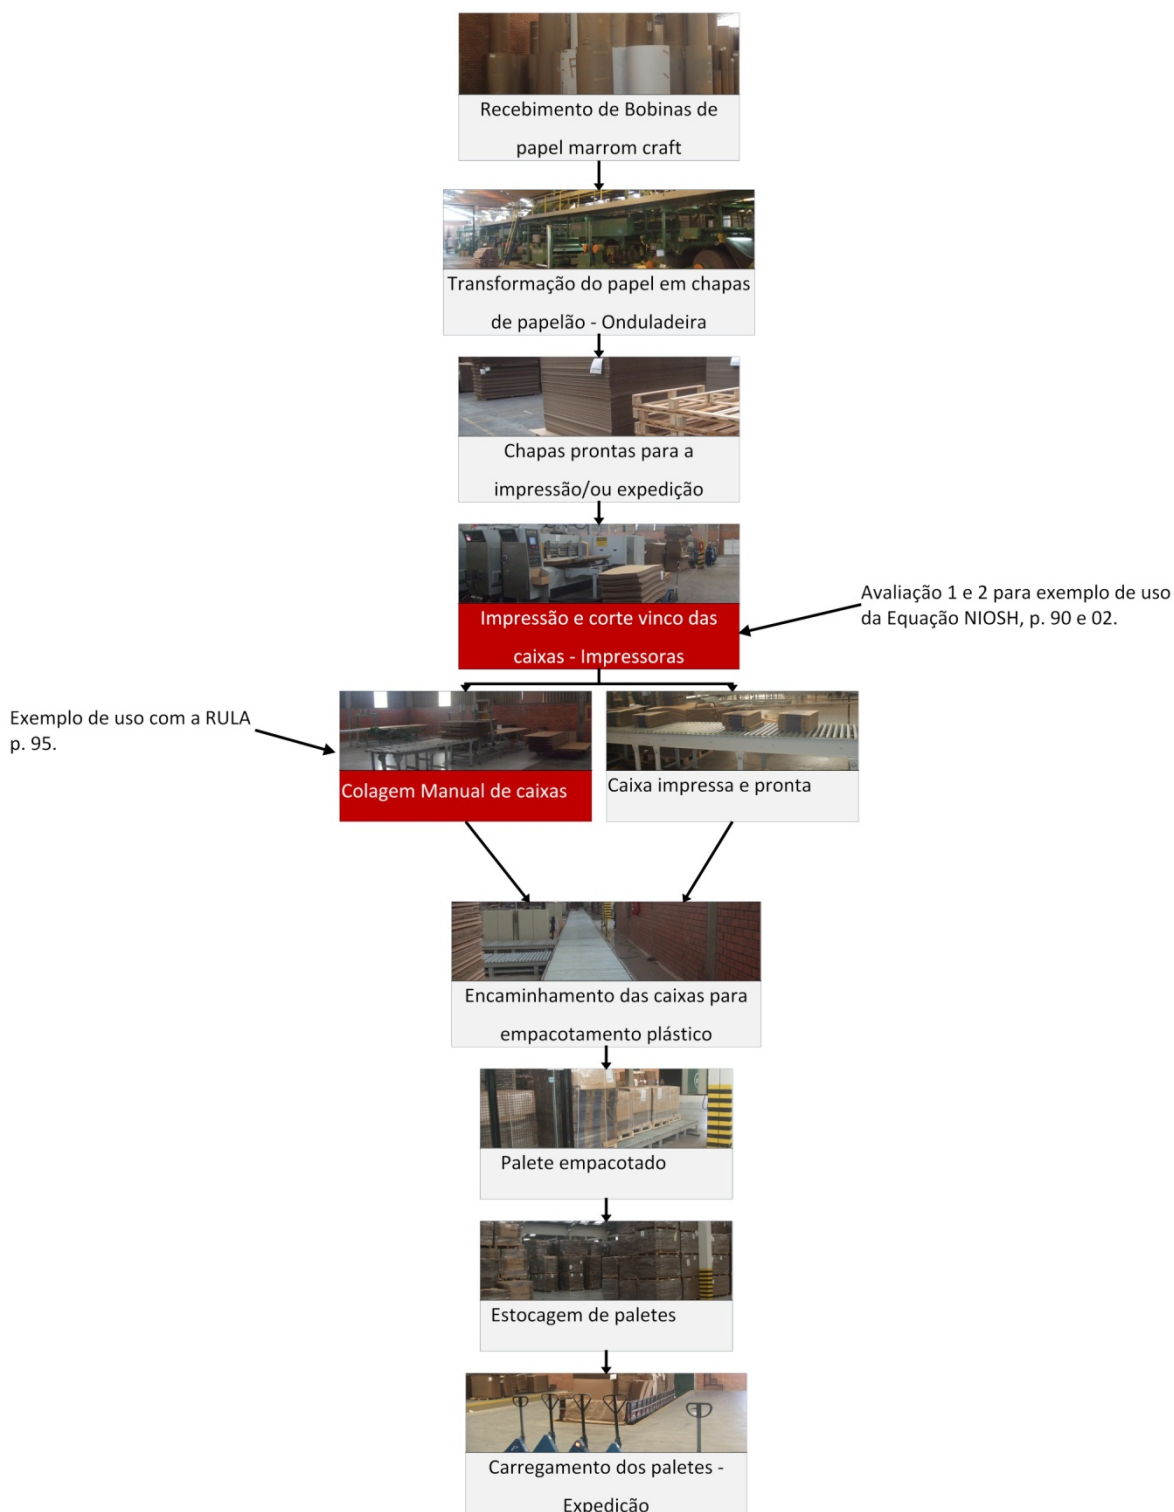 Recebimento de Bobinas de
papel marrom craft
Transformação do papel em chapas
de papelão - Onduladeira
Chapas prontas para a
impressão/ou expedição
Impressão e corte vinco das
caixas - Impressoras
Avaliação 1 e 2 para exemplo de uso
da Equação NIOSH, p. 90 e 02.
Exemplo de uso com a RULA
p. 95.
Colagem Manual de caixas
Caixa impressa e pronta
Encaminhamento das caixas para
empacotamento plástico
Palete empacotado
Estocagem de paletes
Carregamento dos paletes -
Expedição